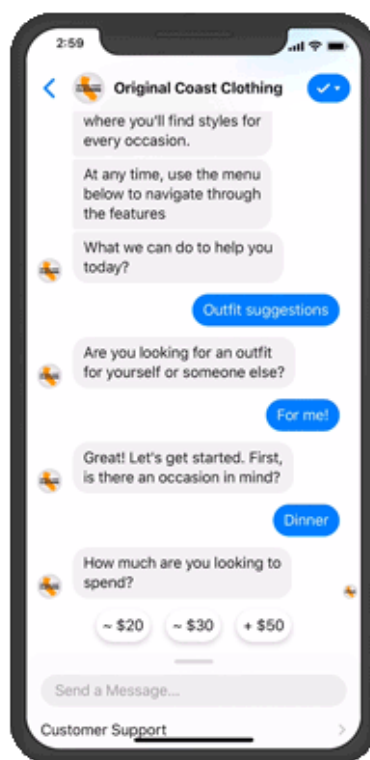 2:59
Original Coast Clothing
where you'll find styles for
every occasion.
At any time, use the menu
below to navigate through
the features
What we can do to help you
today?
Outfit suggestions
Are you looking for an outfit
for yourself or someone else?
For me!
Great! Let's get started. First,
is there an occasion in mind?
Dinner
How much are you looking to
spend?
~ $20 ~ $30 + $50
Send a Message...
Customer Support